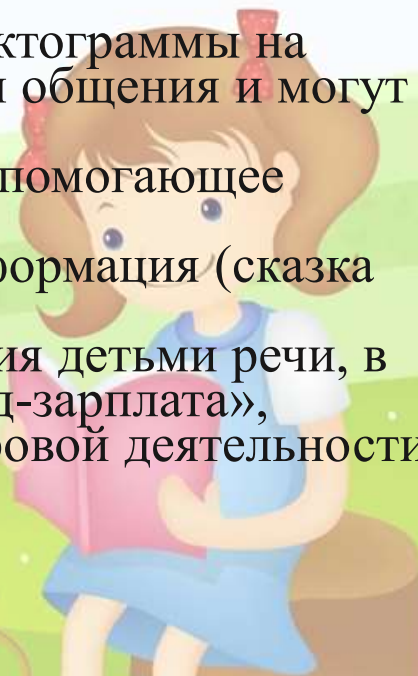 ктограммы на
общения и могут
помогающее
формация (сказка
ия детьми речи, в
д-зарплата»,
ровой деятельности